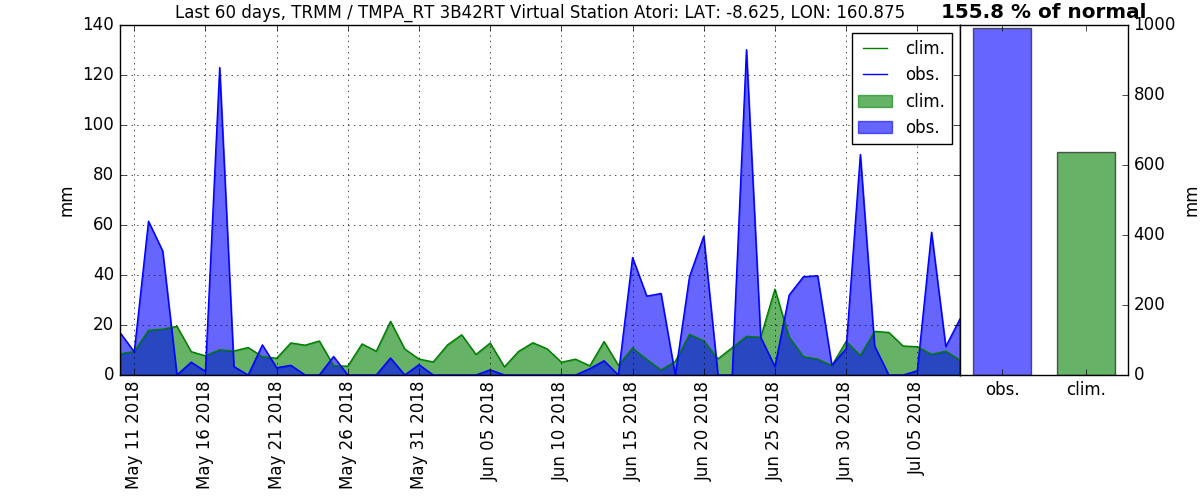 Last 60 days, TRMM / TMPA_RT 3B42RT Virtual Station Atori: LAT: -8.625, LON: 160.875
155.8 % of normal
140
120
100
80
60
40
20
0
mm
clim.
obs.
clim.
obs.
May 11 2018
May 16 2018
May 21 2018
May 26 2018
May 31 2018
Jun 05 2018
Jun 10 2018
Jun 15 2018
Jun 20 2018
Jun 25 2018
Jun 30 2018
Jul 05 2018
1000
800
600
400
200
0
mm
obs.
clim.